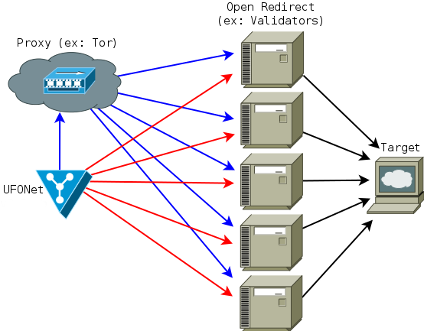 Open Redirect
(ex: Validators)
Proxy (ex: Tor)
Target
UFONet